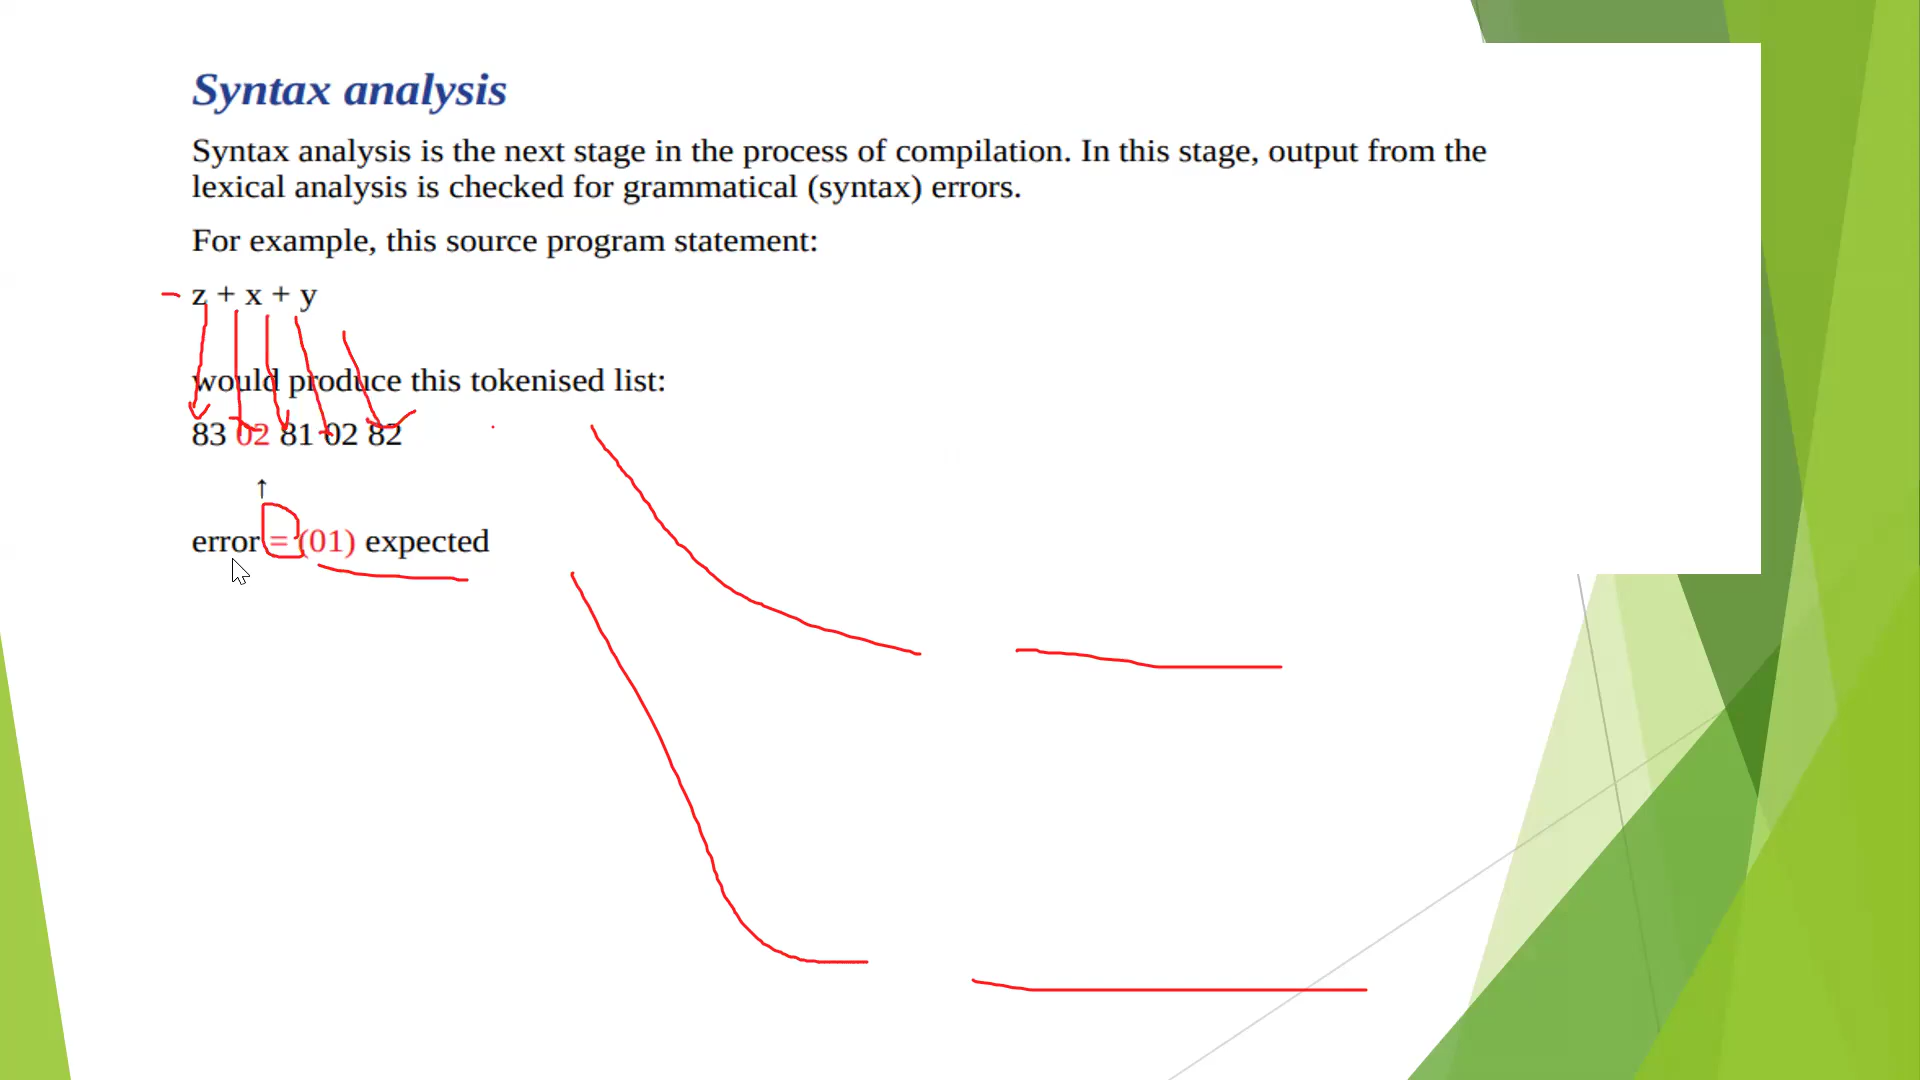 Syntax analysis
Syntax analysis is the next stage in the process of compilation. In this stage, output from the
lexical analysis is checked for grammatical (syntax) errors.
For example, this source program statement:
z + x + y
would produce this tokenised list:
83 02 81 02 82
↑
error = (01) expected